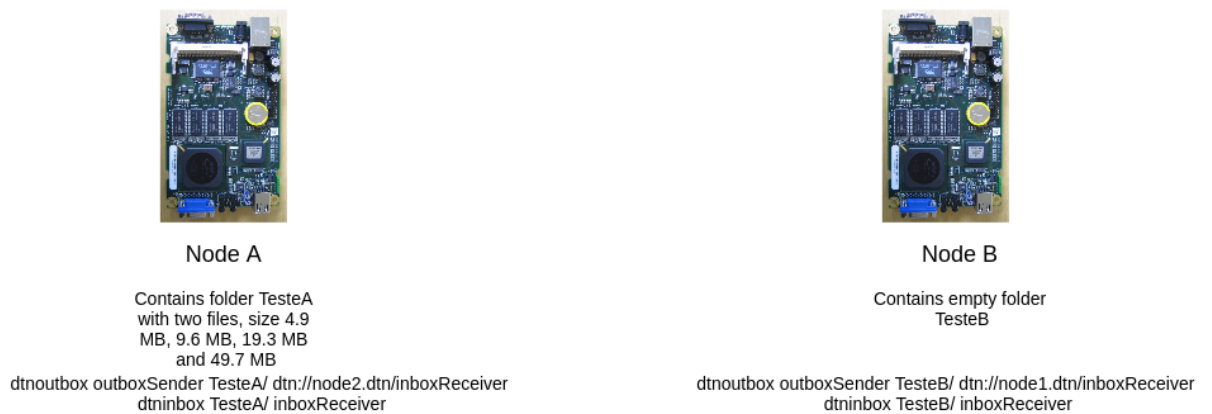 Node A
Contains folder TesteA
with two files, size 4.9
MB, 9.6 MB, 19.3 MB
and 49.7 MB
dtnoutbox outboxSender TesteA/ dtn://node2.dtn/inboxReceiver
dtninbox TesteA/ inboxReceiver
Node B
Contains empty folder
TesteB
dtnoutbox outboxSender TesteB/ dtn://node1.dtn/inboxReceiver
dtninbox TesteB/ inboxReceiver